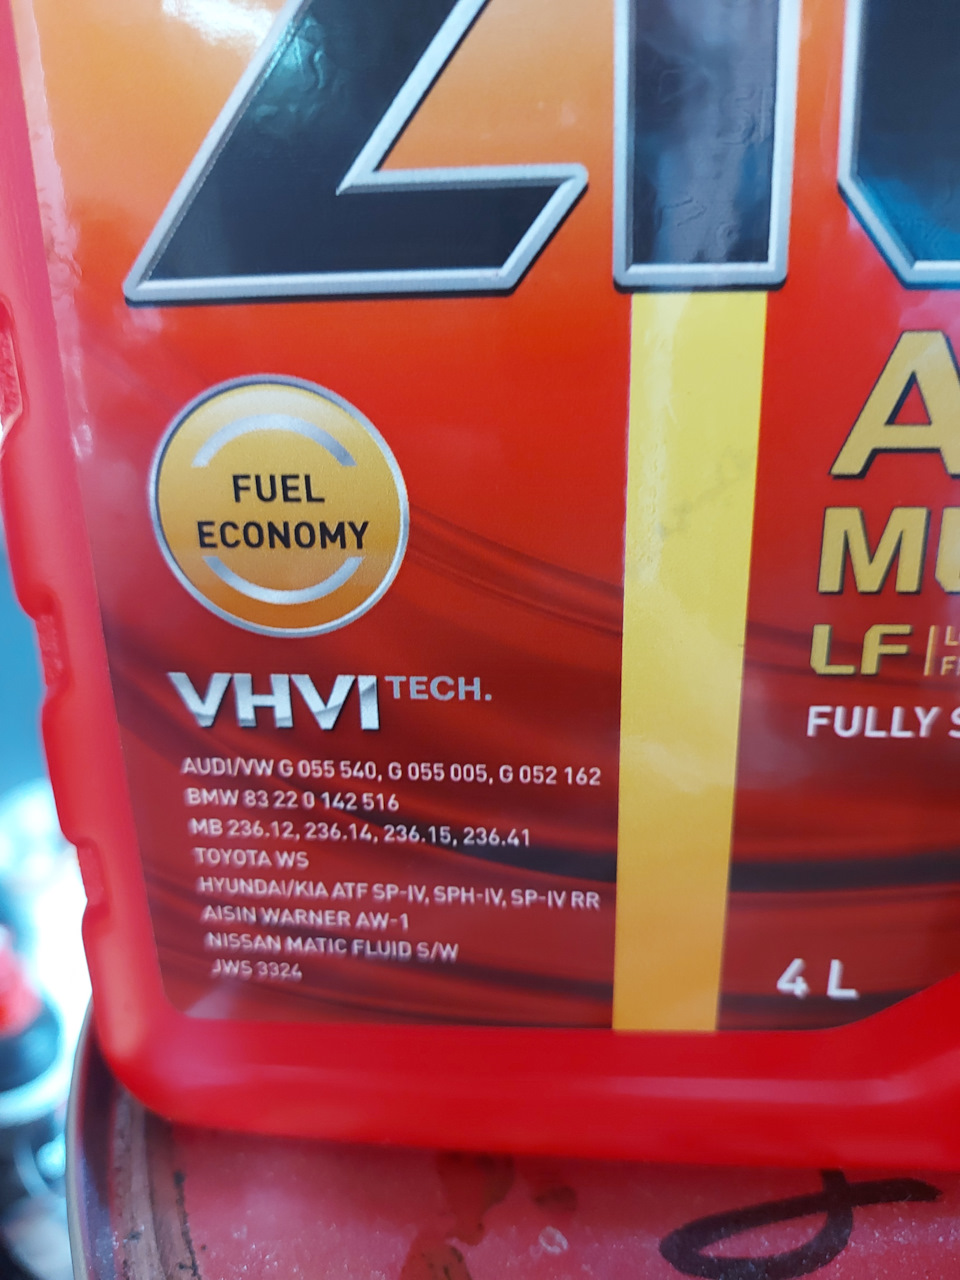 FUEL
ECONOMY
VHVI TECH.
LF
FULLY
AUDI/VW G 055 540, G 055 005, G 052 162
BMW 83 22 0 142 516
MB 236.12, 236.14, 236.15, 236.41
TOYOTA WS
HYUNDAI/KIA ATF SP-IV, SPH-IV, SP-IV RR
AISIN WARNER AW-1
NISSAN MATIC FLUID S/W
JWS 3324
4 L